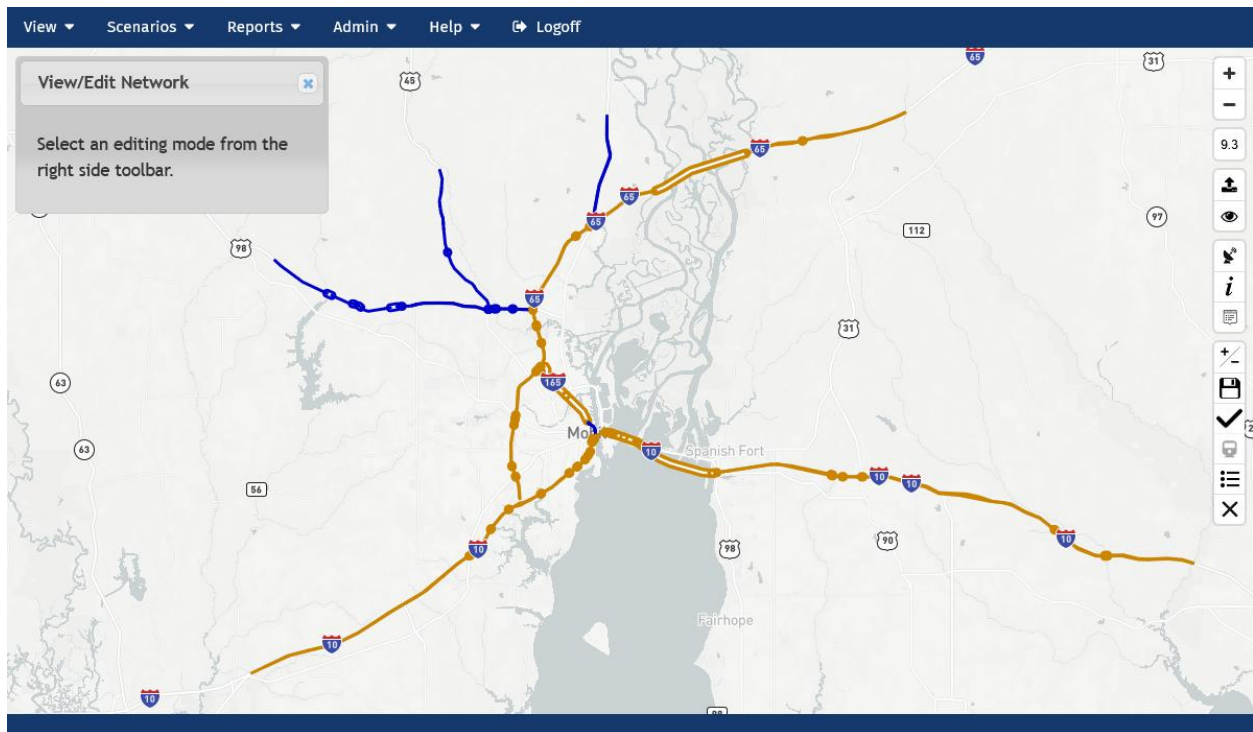 View
Scenarios
Reports
Admin
Help
Logoff
View/Edit Network
Select an editing mode from the
right side toolbar.
65
31
45
+
−
9.3
65
65
65
97
112
98
i
65
31
63
+/-
165
Mo
10
Spanish Fort
63
10
10
56
10
10
98
90
Fairhope
10
10